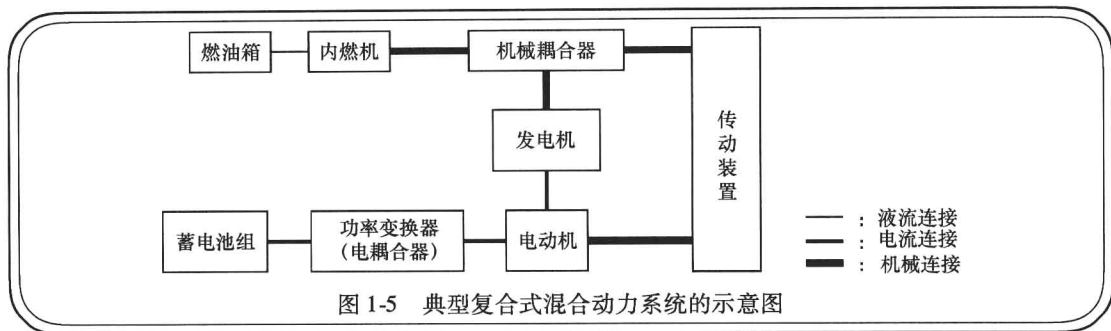 燃油箱
内燃机
机械耦合器
发电机
传动装置
蓄电池组
功率变换器
(电耦合器)
电动机
：液流连接
：电流连接
：机械连接
图 1-5 典型复合式混合动力系统的示意图